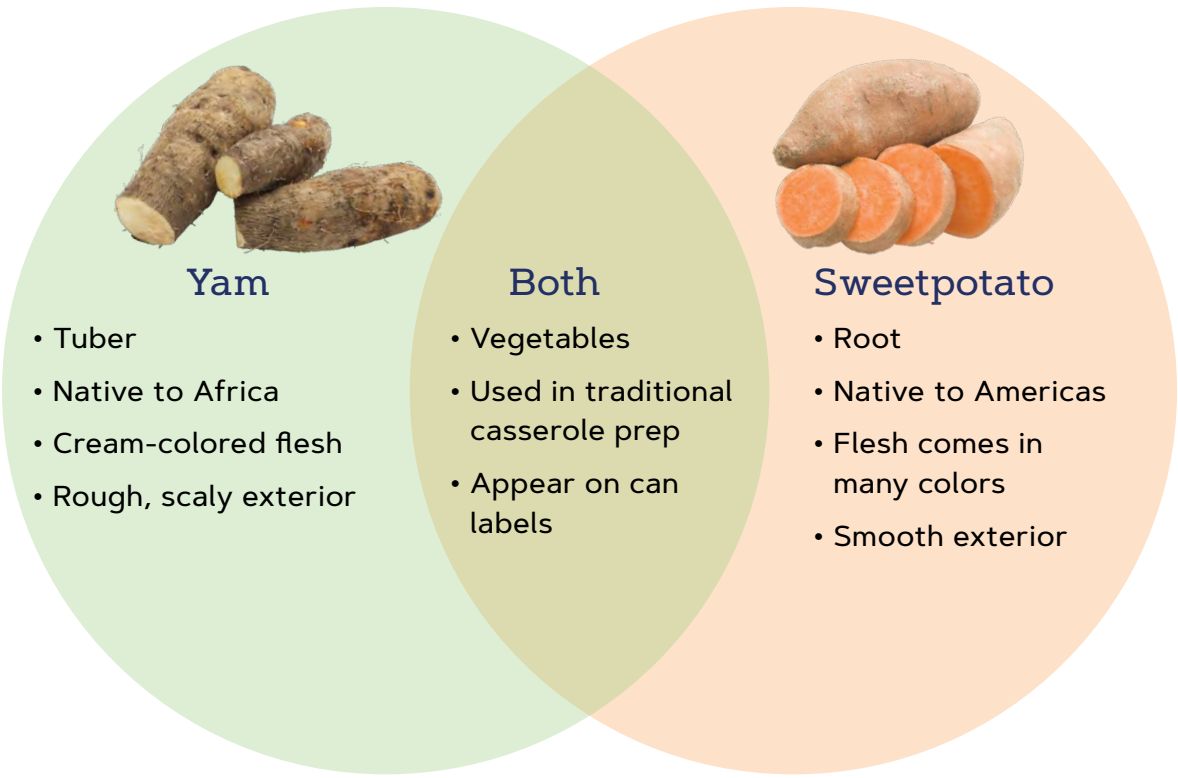 Yam
• Tuber
• Native to Africa
• Cream-colored flesh
• Rough, scaly exterior
Both
• Vegetables
• Used in traditional
casserole prep
• Appear on can
labels
Sweetpotato
• Root
• Native to Americas
• Flesh comes in
many colors
• Smooth exterior